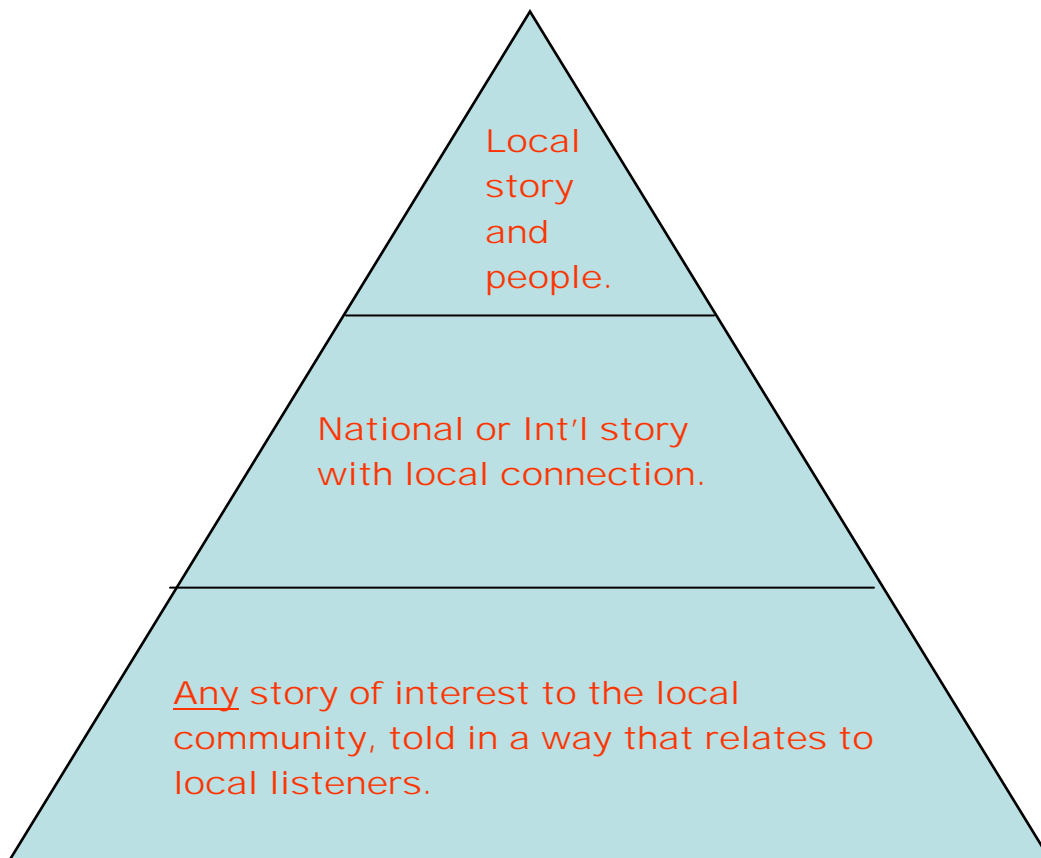 Local
story
and
people.
National or Int’l story
with local connection.
Any story of interest to the local
community, told in a way that relates to
local listeners.